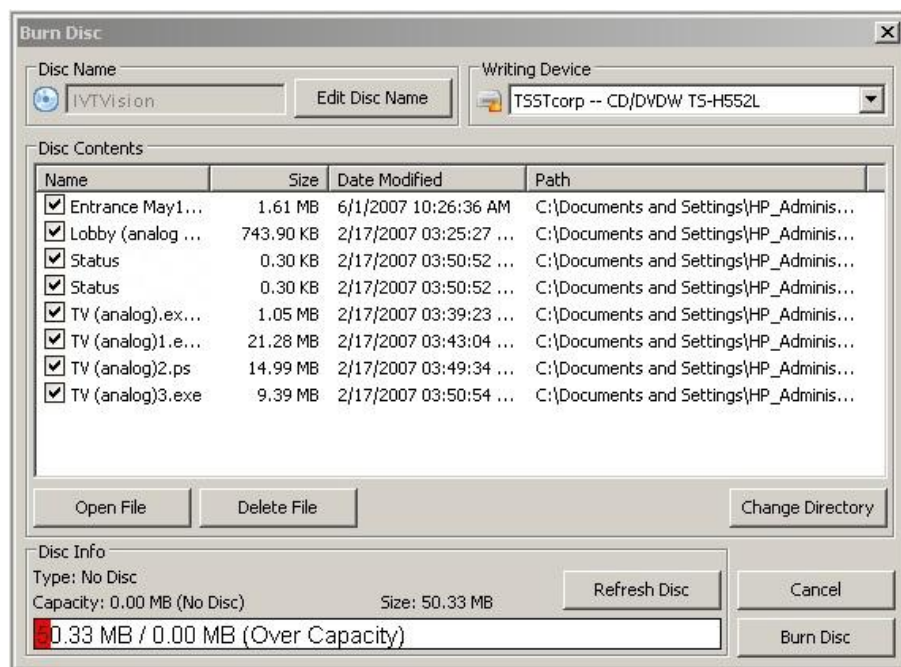 Burn Disc
Disc Name
Writing Device
IVTVision
Edit Disc Name
TSSTcorp -- CD/DVDW TS-H552L
Disc Contents
Name Size Date Modified Path
Entrance May1... 1.61 MB 6/1/2007 10:26:36 AM C:\Documents and Settings\HP_Adminis...
Lobby (analog ... 743.90 KB 2/17/2007 03:25:27 ... C:\Documents and Settings\HP_Adminis...
Status 0.30 KB 2/17/2007 03:50:52 ... C:\Documents and Settings\HP_Adminis...
Status 0.30 KB 2/17/2007 03:50:52 ... C:\Documents and Settings\HP_Adminis...
TV (analog).ex... 1.05 MB 2/17/2007 03:39:23 ... C:\Documents and Settings\HP_Adminis...
TV (analog)1.e... 21.28 MB 2/17/2007 03:43:04 ... C:\Documents and Settings\HP_Adminis...
TV (analog)2.ps 14.99 MB 2/17/2007 03:49:34 ... C:\Documents and Settings\HP_Adminis...
TV (analog)3.exe 9.39 MB 2/17/2007 03:50:54 ... C:\Documents and Settings\HP_Adminis...
Open File
Delete File
Change Directory
Disc Info
Type: No Disc
Capacity: 0.00 MB (No Disc) Size: 50.33 MB
Refresh Disc
Cancel
50.33 MB / 0.00 MB (Over Capacity)
Burn Disc